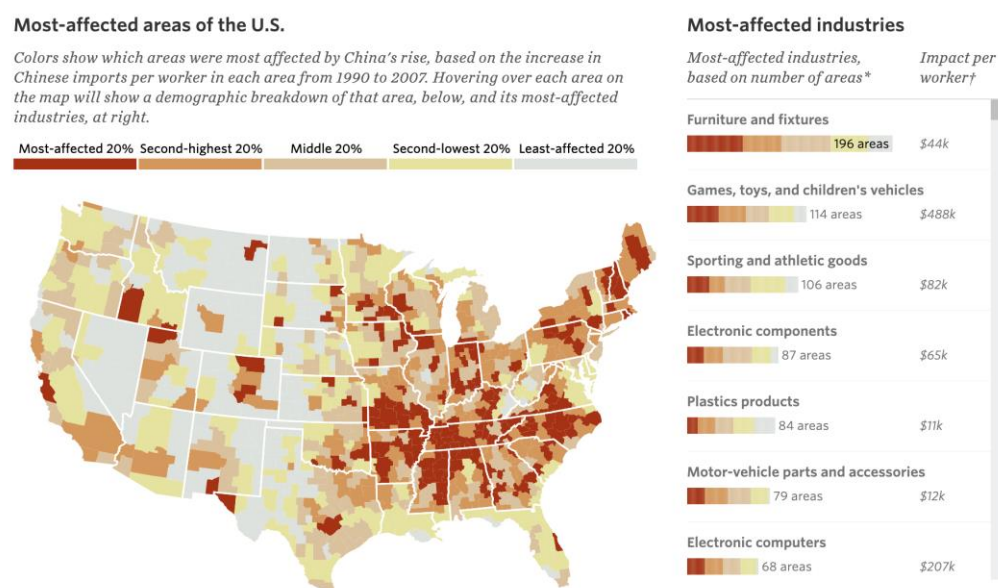 Most-affected areas of the U.S.
Colors show which areas were most affected by China's rise, based on the increase in
Chinese imports per worker in each area from 1990 to 2007. Hovering over each area on
the map will show a demographic breakdown of that area, below, and its most-affected
industries, at right.
Most-affected 20% Second-highest 20% Middle 20% Second-lowest 20% Least-affected 20%
Most-affected industries
Most-affected industries,
based on number of areas*
Impact per
worker†
Furniture and fixtures
196 areas $44k
Games, toys, and children's vehicles
114 areas $488k
Sporting and athletic goods
106 areas $82k
Electronic components
87 areas $65k
Plastics products
84 areas $11k
Motor-vehicle parts and accessories
79 areas $12k
Electronic computers
68 areas $207k